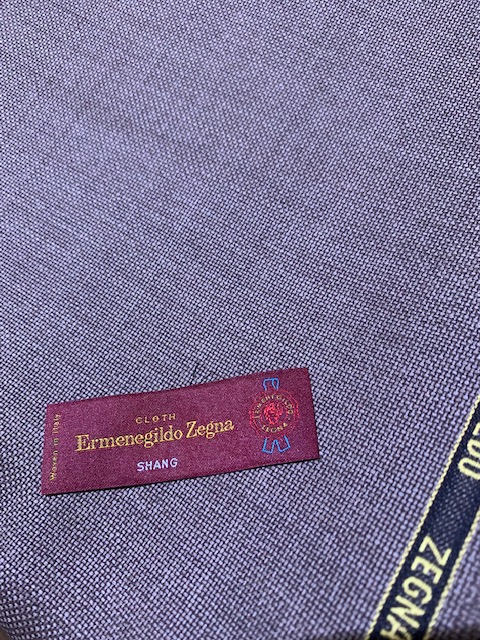 CLOTH
Ermenegildo Zegna
SHANG
Woven in Italy
ERMENEGILDO
ZEGNA
ZEGNA